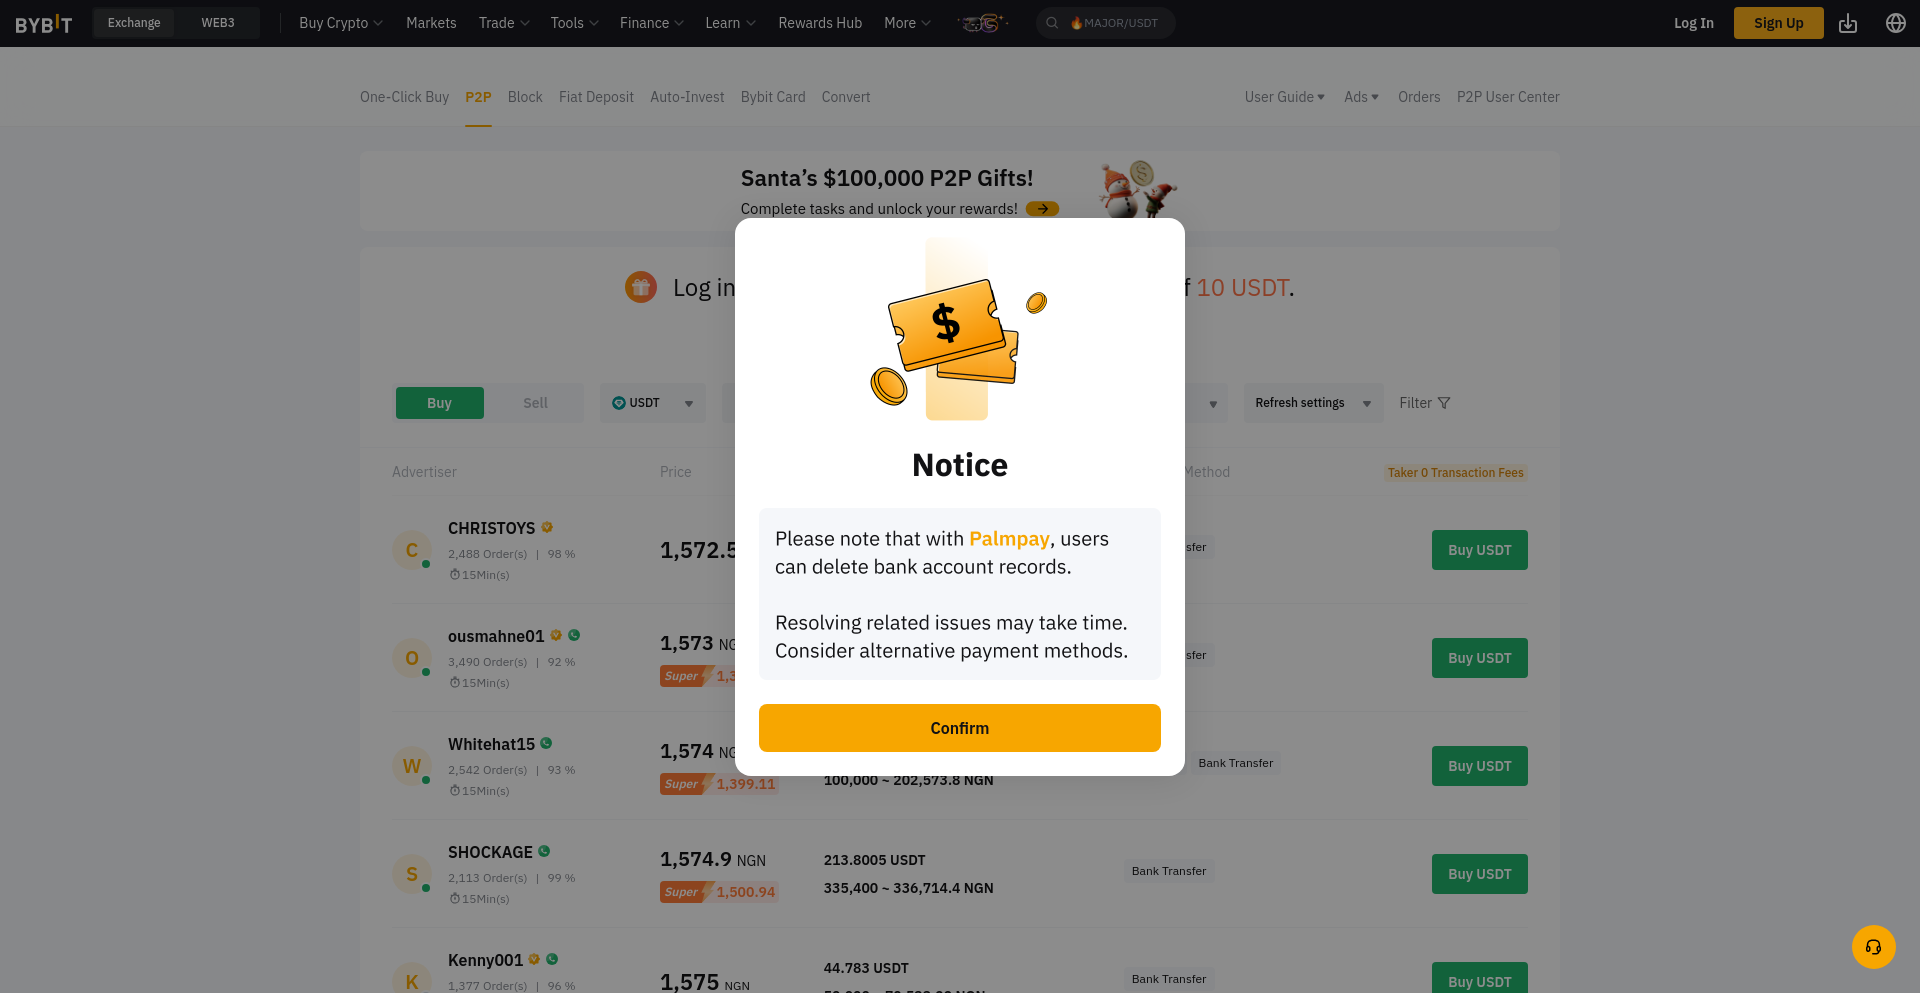 BYBIT
Exchange
WEB3
Buy Crypto
Markets
Trade
Tools
Finance
Learn
Rewards Hub
More
MAJOR/USDT
Log In
Sign Up
One-Click Buy
P2P
Block
Fiat Deposit
Auto-Invest
Bybit Card
Convert
User Guide
Ads
Orders
P2P User Center
Santa’s $100,000 P2P Gifts!
Complete tasks and unlock your rewards!
Log in
10 USDT.
$
Buy
Sell
USDT
Refresh settings
Filter
Notice
Please note that with Palmpay, users
can delete bank account records.
Resolving related issues may take time.
Consider alternative payment methods.
Confirm
Advertiser
Price
Method
Taker 0 Transaction Fees
C
CHRISTOYS
2,488 Order(s) | 98 %
15Min(s)
1,572.5
Buy USDT
O
ousmahne01
3,490 Order(s) | 92 %
15Min(s)
1,573
Super
Buy USDT
W
Whitehat15
2,542 Order(s) | 93 %
15Min(s)
1,574
Super 1,399.11
100,000 ~ 202,573.8 NGN
Bank Transfer
Buy USDT
S
SHOCKAGE
2,113 Order(s) | 99 %
15Min(s)
1,574.9 NGN
Super 1,500.94
213.8005 USDT
335,400 ~ 336,714.4 NGN
Bank Transfer
Buy USDT
K
Kenny001
1,377 Order(s) | 96 %
1,575 NGN
44.783 USDT
Bank Transfer
Buy USDT